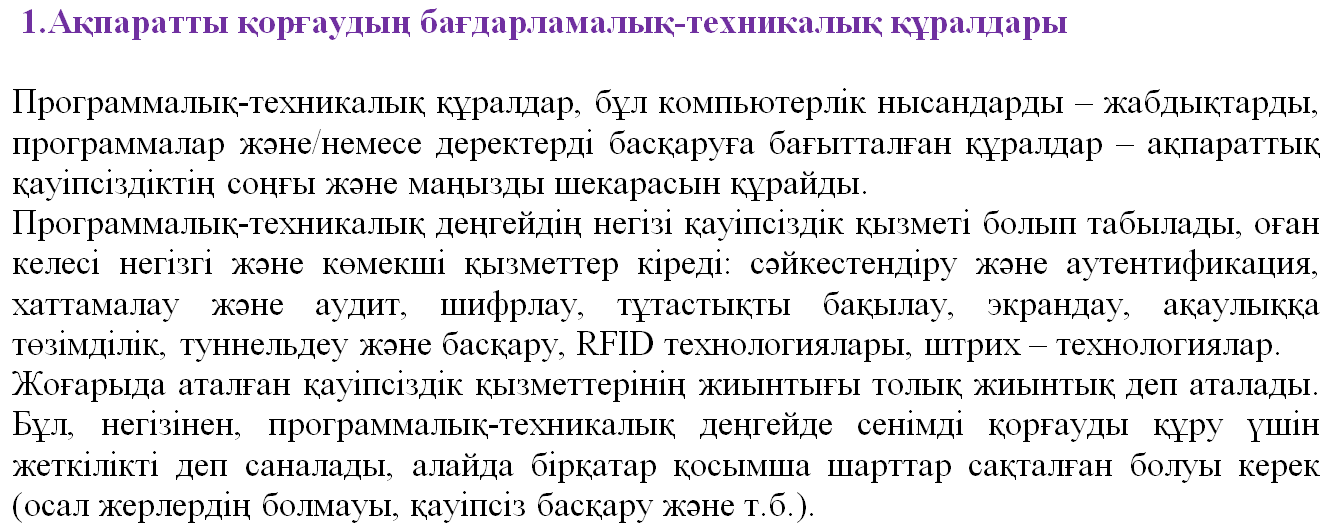 1.Ақпаратты қорғаудың бағдарламалық-техникалық құралдары
Программалық-техникалық құралдар, бұл компьютерлік нысандарды – жабдықтарды,
программалар және/немесе деректерді басқаруға бағытталған құралдар – ақпараттық
қауіпсіздіктің соңғы және маңызды шекарасын құрайды.
Программалық-техникалық деңгейдің негізі қауіпсіздік қызметі болып табылады, оған
келесі негізгі және көмекші қызметтер кіреді: сәйкестендіру және аутентификация,
хаттамалау және аудит, шифрлау, тұтастықты бақылау, экрандау, ақаулыққа
төзімділік, туннельдеу және басқару, RFID технологиялары, штрих – технологиялар.
Жоғарыда аталған қауіпсіздік қызметтерінің жиынтығы толық жиынтық деп аталады.
Бұл, негізінен, программалық-техникалық деңгейде сенімді қорғауды құру үшін
жеткілікті деп саналады, алайда бірқатар қосымша шарттар сақталған болуы керек
(осал жерлердің болмауы, қауіпсіз басқару және т.б.).